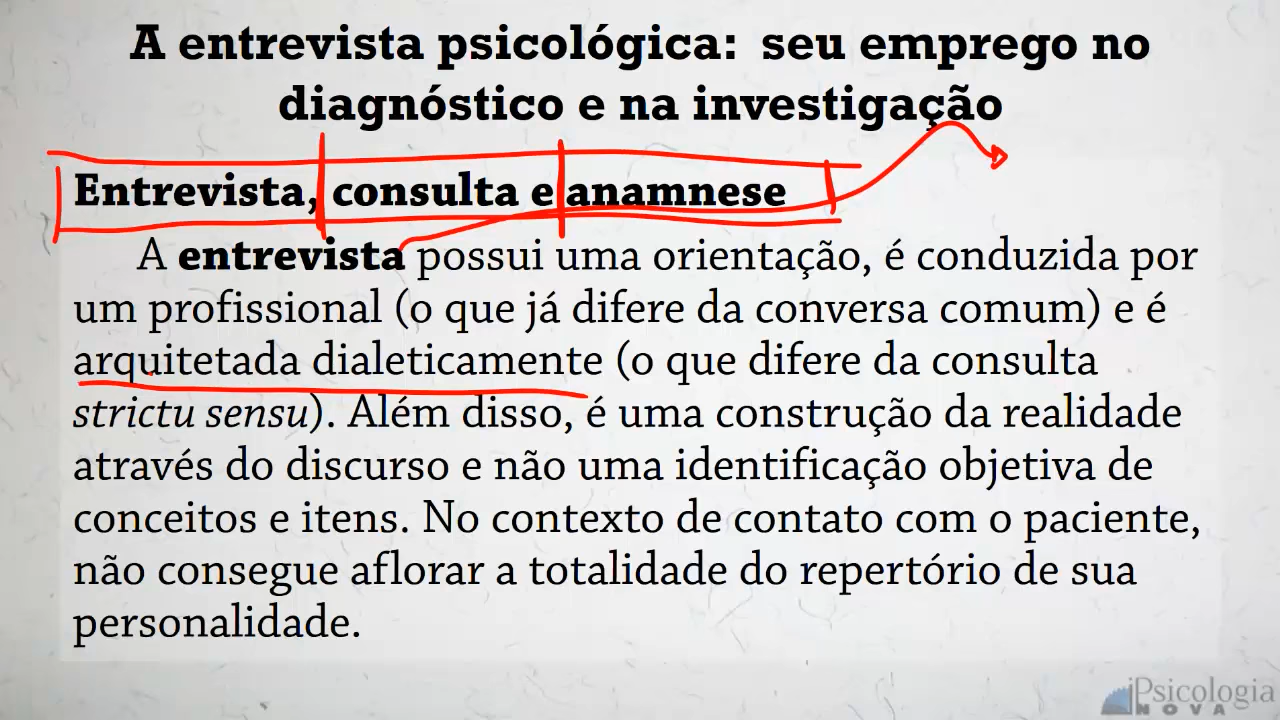 A entrevista psicológica: seu emprego no
diagnóstico e na investigação
Entrevista, consulta e anamnese
A entrevista possui uma orientação, é conduzida por
um profissional (o que já difere da conversa comum) e é
arquitetada dialeticamente (o que difere da consulta
strictu sensu). Além disso, é uma construção da realidade
através do discurso e não uma identificação objetiva de
conceitos e itens. No contexto de contato com o paciente,
não consegue aflorar a totalidade do repertório de sua
personalidade.
Psicologia
NOVA